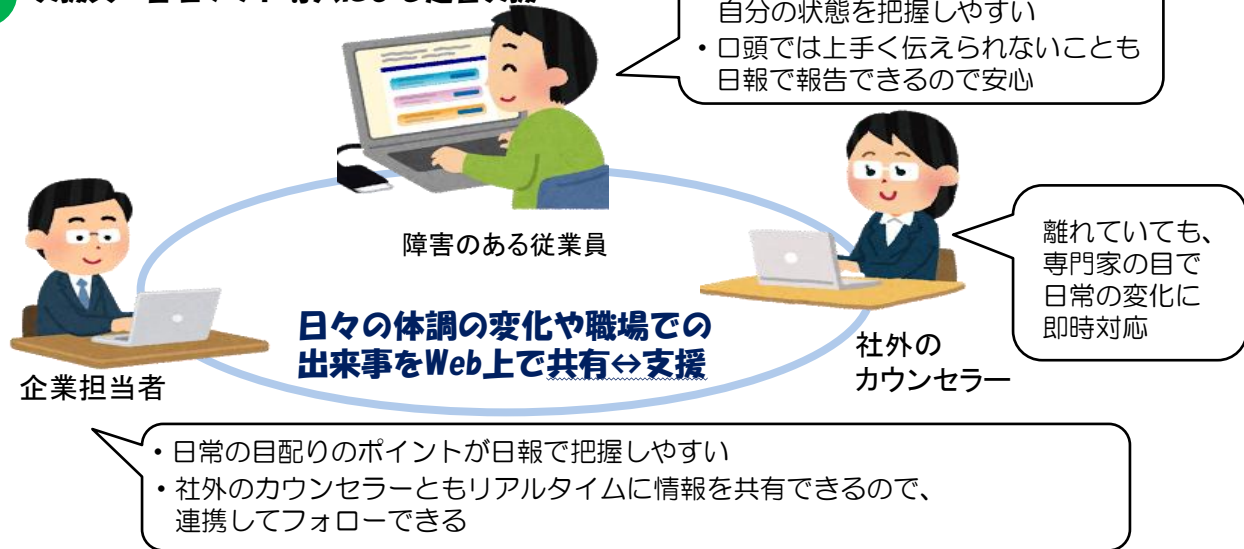 自分の状態を把握しやすい
・口頭では上手く伝えられないことも
日報で報告できるので安心
障害のある従業員
離れていても、
専門家の目で
日常の変化に
即時対応
日々の体調の変化や職場での
出来事をWeb上で共有↔支援
社外の
カウンセラー
企業担当者
・日常の目配りのポイントが日報で把握しやすい
・社外のカウンセラーともリアルタイムに情報を共有できるので、
連携してフォローできる